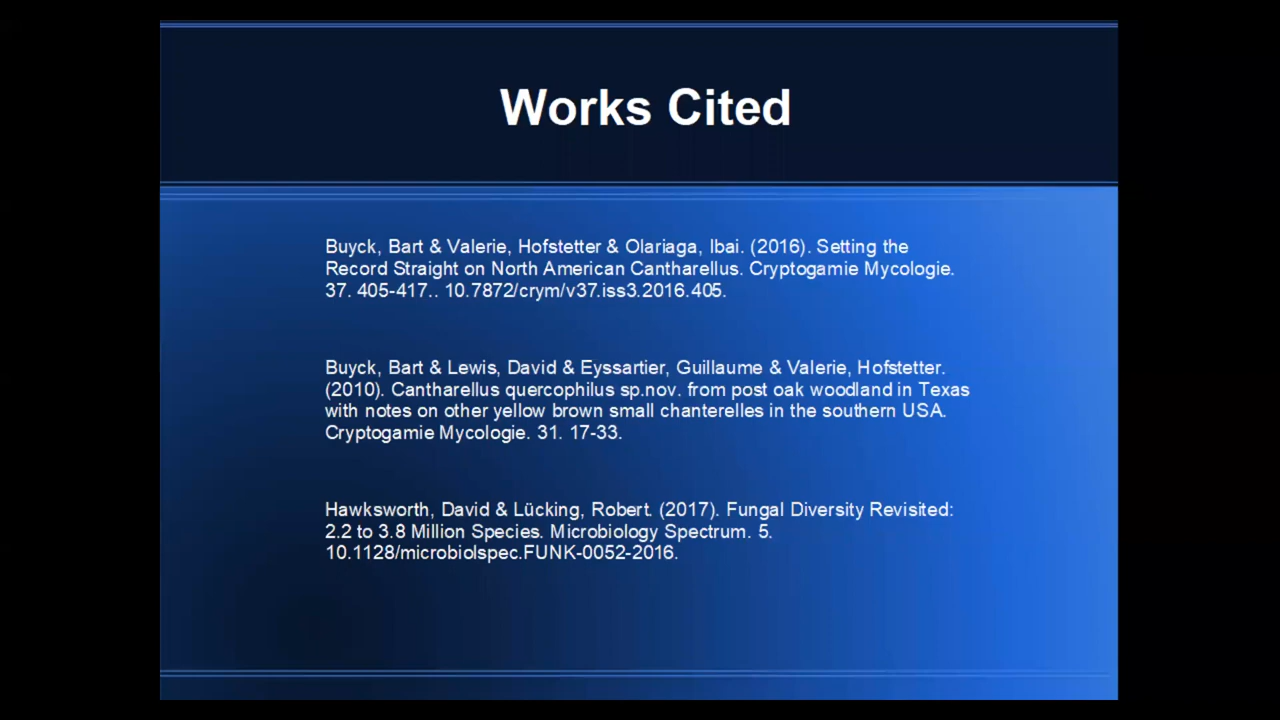 Works Cited
Buyck, Bart & Valerie, Hofstetter & Olariaga, Ibai. (2016). Setting the
Record Straight on North American Cantharellus. Cryptogamie Mycologie.
37. 405-417.. 10.7872/crym/v37.iss3.2016.405.
Buyck, Bart & Lewis, David & Eyssartier, Guillaume & Valerie, Hofstetter.
(2010). Cantharellus quercophilus sp.nov. from post oak woodland in Texas
with notes on other yellow brown small chanterelles in the southern USA.
Cryptogamie Mycologie. 31. 17-33.
Hawksworth, David & Lücking, Robert. (2017). Fungal Diversity Revisited:
2.2 to 3.8 Million Species. Microbiology Spectrum. 5.
10.1128/microbiolspec.FUNK-0052-2016.